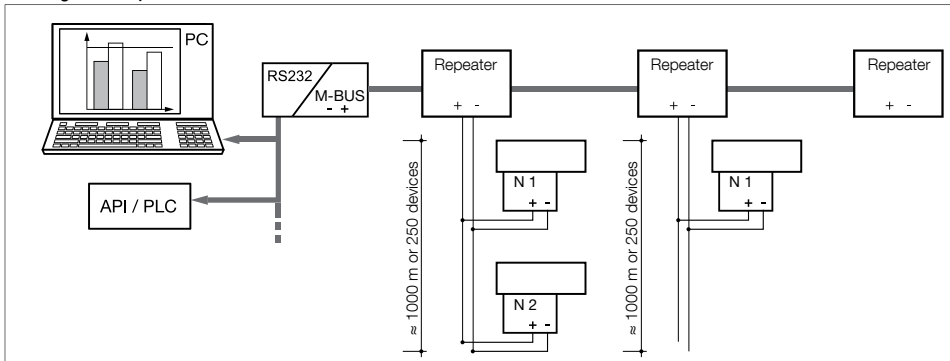 PC
RS232
M-BUS
- +
Repeater
+ -
Repeater
+ -
Repeater
+ -
API / PLC
≈ 1000 m or 250 devices
N 1
+ -
N 2
+ -
≈ 1000 m or 250 devices
N 1
+ -